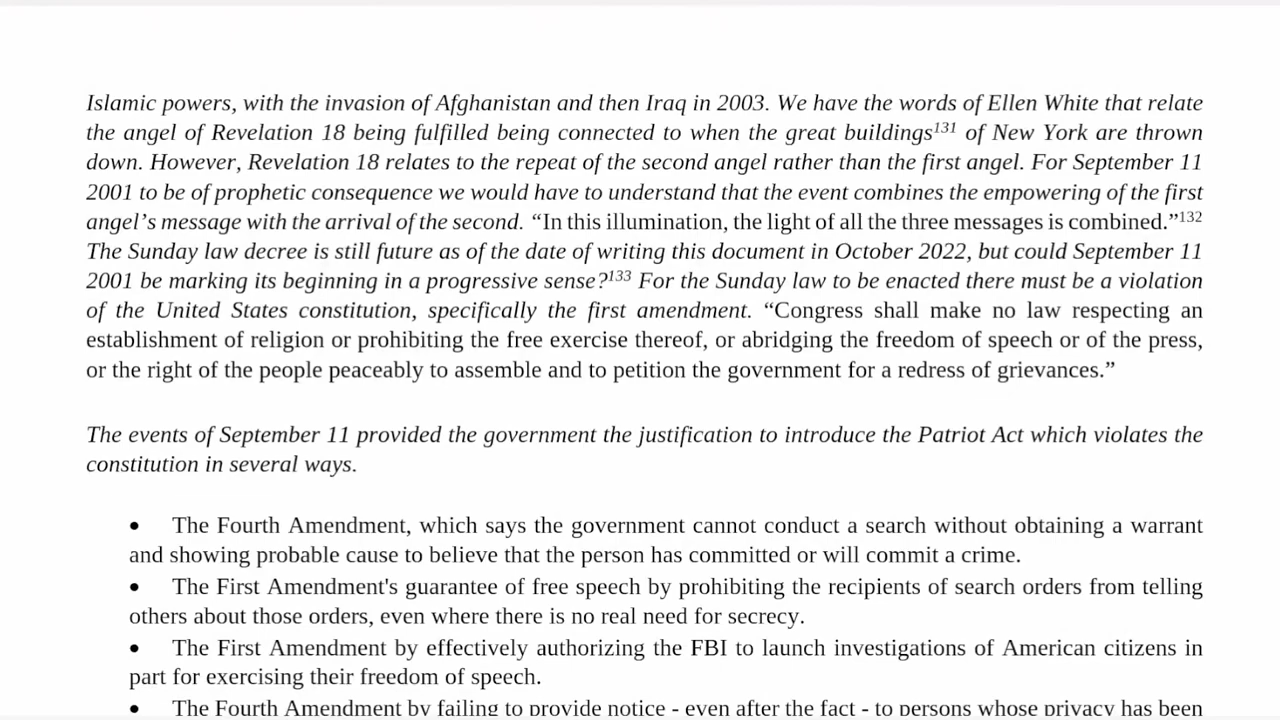 Islamic powers, with the invasion of Afghanistan and then Iraq in 2003. We have the words of Ellen White that relate
the angel of Revelation 18 being fulfilled being connected to when the great buildings131 of New York are thrown
down. However, Revelation 18 relates to the repeat of the second angel rather than the first angel. For September 11
2001 to be of prophetic consequence we would have to understand that the event combines the empowering of the first
angel’s message with the arrival of the second. “In this illumination, the light of all the three messages is combined.”132
The Sunday law decree is still future as of the date of writing this document in October 2022, but could September 11
2001 be marking its beginning in a progressive sense?133 For the Sunday law to be enacted there must be a violation
of the United States constitution, specifically the first amendment. “Congress shall make no law respecting an
establishment of religion or prohibiting the free exercise thereof, or abridging the freedom of speech or of the press,
or the right of the people peaceably to assemble and to petition the government for a redress of grievances.”
The events of September 11 provided the government the justification to introduce the Patriot Act which violates the
constitution in several ways.
• The Fourth Amendment, which says the government cannot conduct a search without obtaining a warrant
and showing probable cause to believe that the person has committed or will commit a crime.
• The First Amendment's guarantee of free speech by prohibiting the recipients of search orders from telling
others about those orders, even where there is no real need for secrecy.
• The First Amendment by effectively authorizing the FBI to launch investigations of American citizens in
part for exercising their freedom of speech.
• The Fourth Amendment by failing to provide notice - even after the fact - to persons whose privacy has been